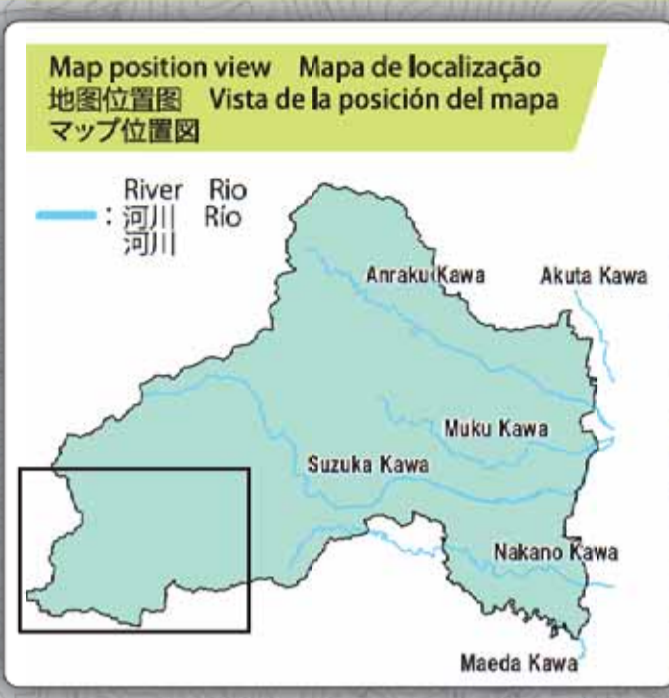 Map position view Mapa de localização
地图位置图 Vista de la posición del mapa
マップ位置図
River Rio
: 河川 Río
河川
Anraku Kawa
Akuta Kawa
Muku Kawa
Suzuka Kawa
Nakano Kawa
Maeda Kawa